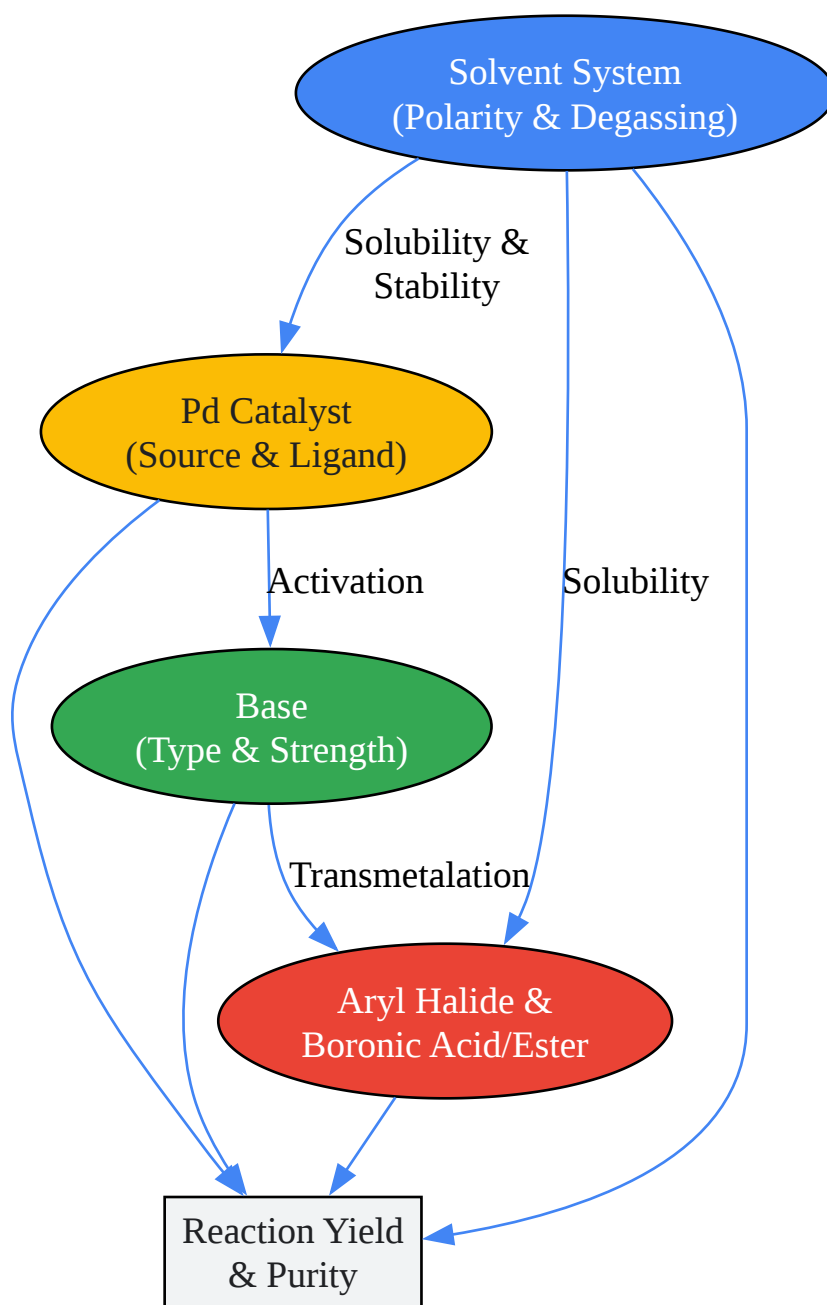 Solvent System
(Polarity & Degassing)
Solubility &
Stability
Pd Catalyst
(Source & Ligand)
Activation
Solubility
Base
(Type & Strength)
Transmetalation
Aryl Halide &
Boronic Acid/Ester
Reaction Yield
& Purity